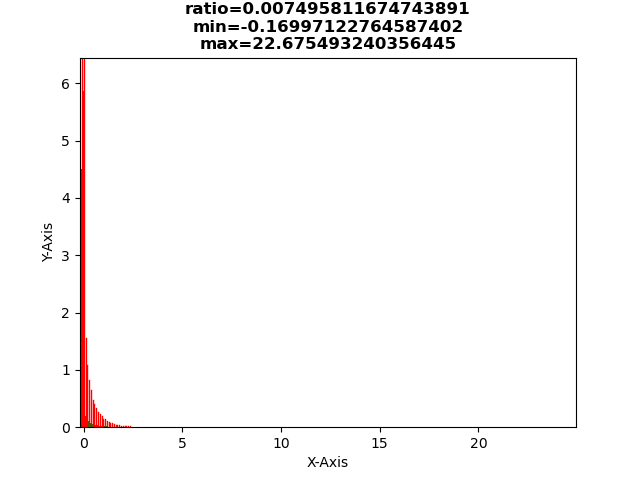 ratio=0.007495811674743891
min=-0.16997122764587402
max=22.675493240356445
6
5
4
3
2
1
0
Y-Axis
0 5 10 15 20
X-Axis